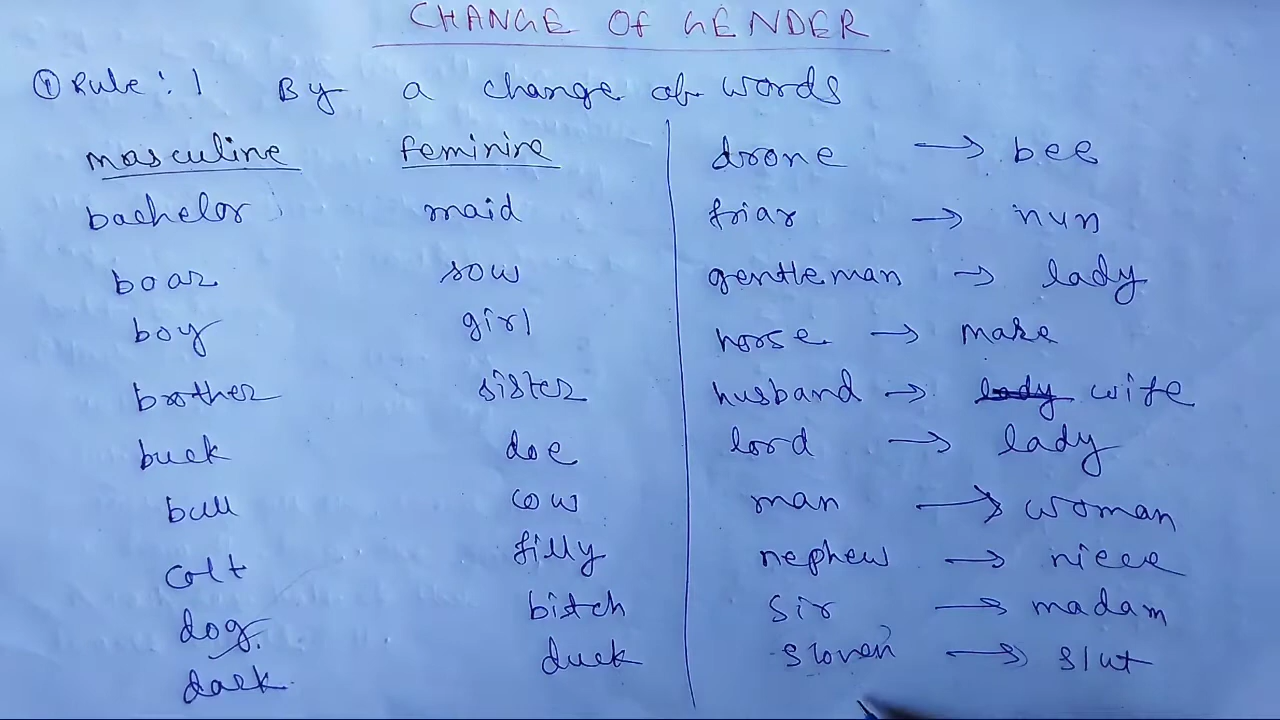 CHANGE OF GENDER
① Rule : 1 By a change of words
masculine feminine
bachelor maid
boar sow
boy girl
brother sister
buck doe
bull cow
colt filly
dog bitch
dark duck
drone → bee
friar → nun
gentleman → lady
horse → make
husband → lady wife
lord → lady
man → woman
nephew → niece
sir → madam
sloven → slut